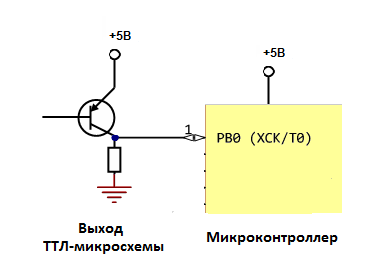 +5В
+5В
1
PB0 (XCK/T0)
Выход
ТТЛ-микросхемы
Микроконтроллер